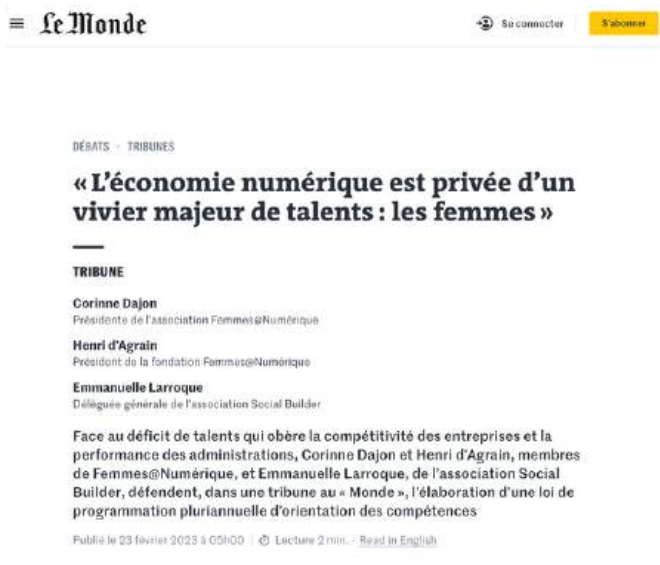 Le Monde
Se connecter
S'abonner
DÉBATS - TRIBUNES
« L’économie numérique est privée d’un
vivier majeur de talents : les femmes »
TRIBUNE
Corinne Dajon
Présidente de l'association Femmes@Numérique
Henri d'Agrain
Président de la fondation Femmes@Numérique
Emmanuelle Larroque
Déléguée générale de l'association Social Builder
Face au déficit de talents qui obère la compétitivité des entreprises et la
performance des administrations, Corinne Dajon et Henri d'Agrain, membres
de Femmes@Numérique, et Emmanuelle Larroque, de l'association Social
Builder, défendent, dans une tribune au « Monde », l'élaboration d'une loi de
programmation pluriannuelle d'orientation des compétences
Publié le 23 février 2023 à 05h00 | Lecture 2 min. - Read in English